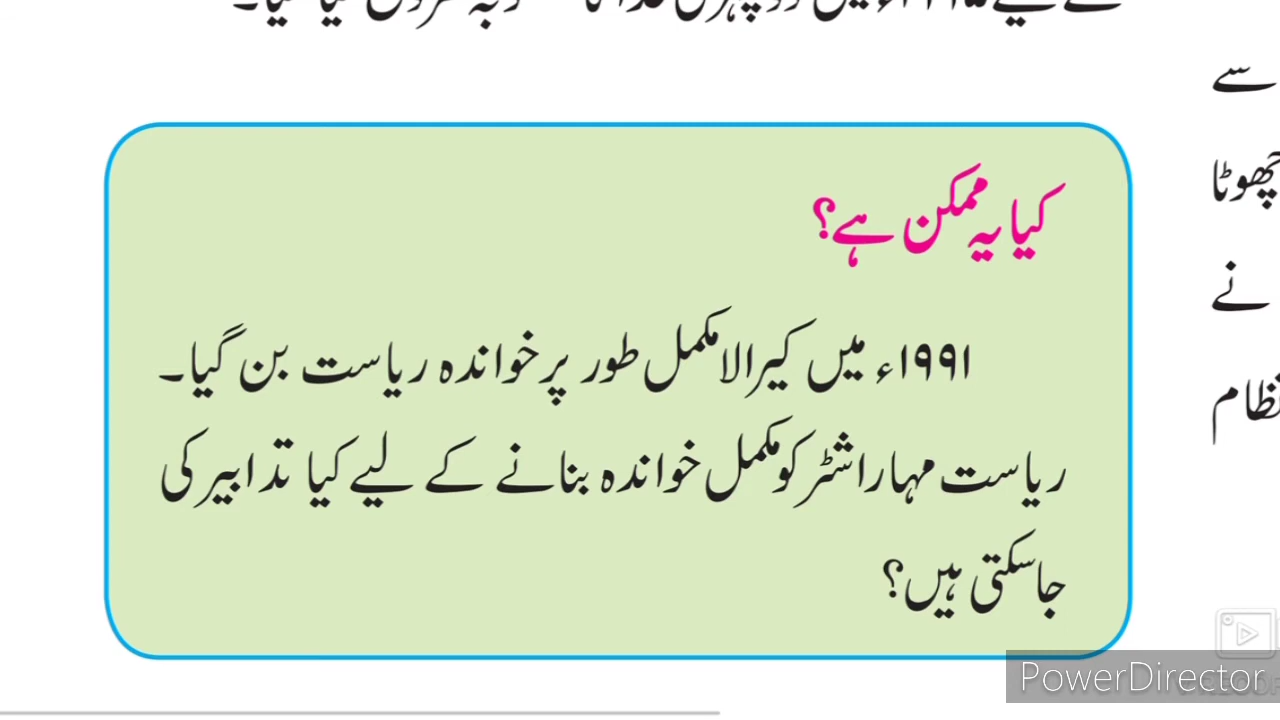 سے
چھوٹا
نے
نظام
کیا یہ ممکن ہے؟
۱۹۹۱ء میں کیرالا مکمل طور پر خواندہ ریاست بن گیا۔
ریاست مہاراشٹر کو مکمل خواندہ بنانے کے لیے کیا تدابیر کی
جاسکتی ہیں؟
PowerDirector